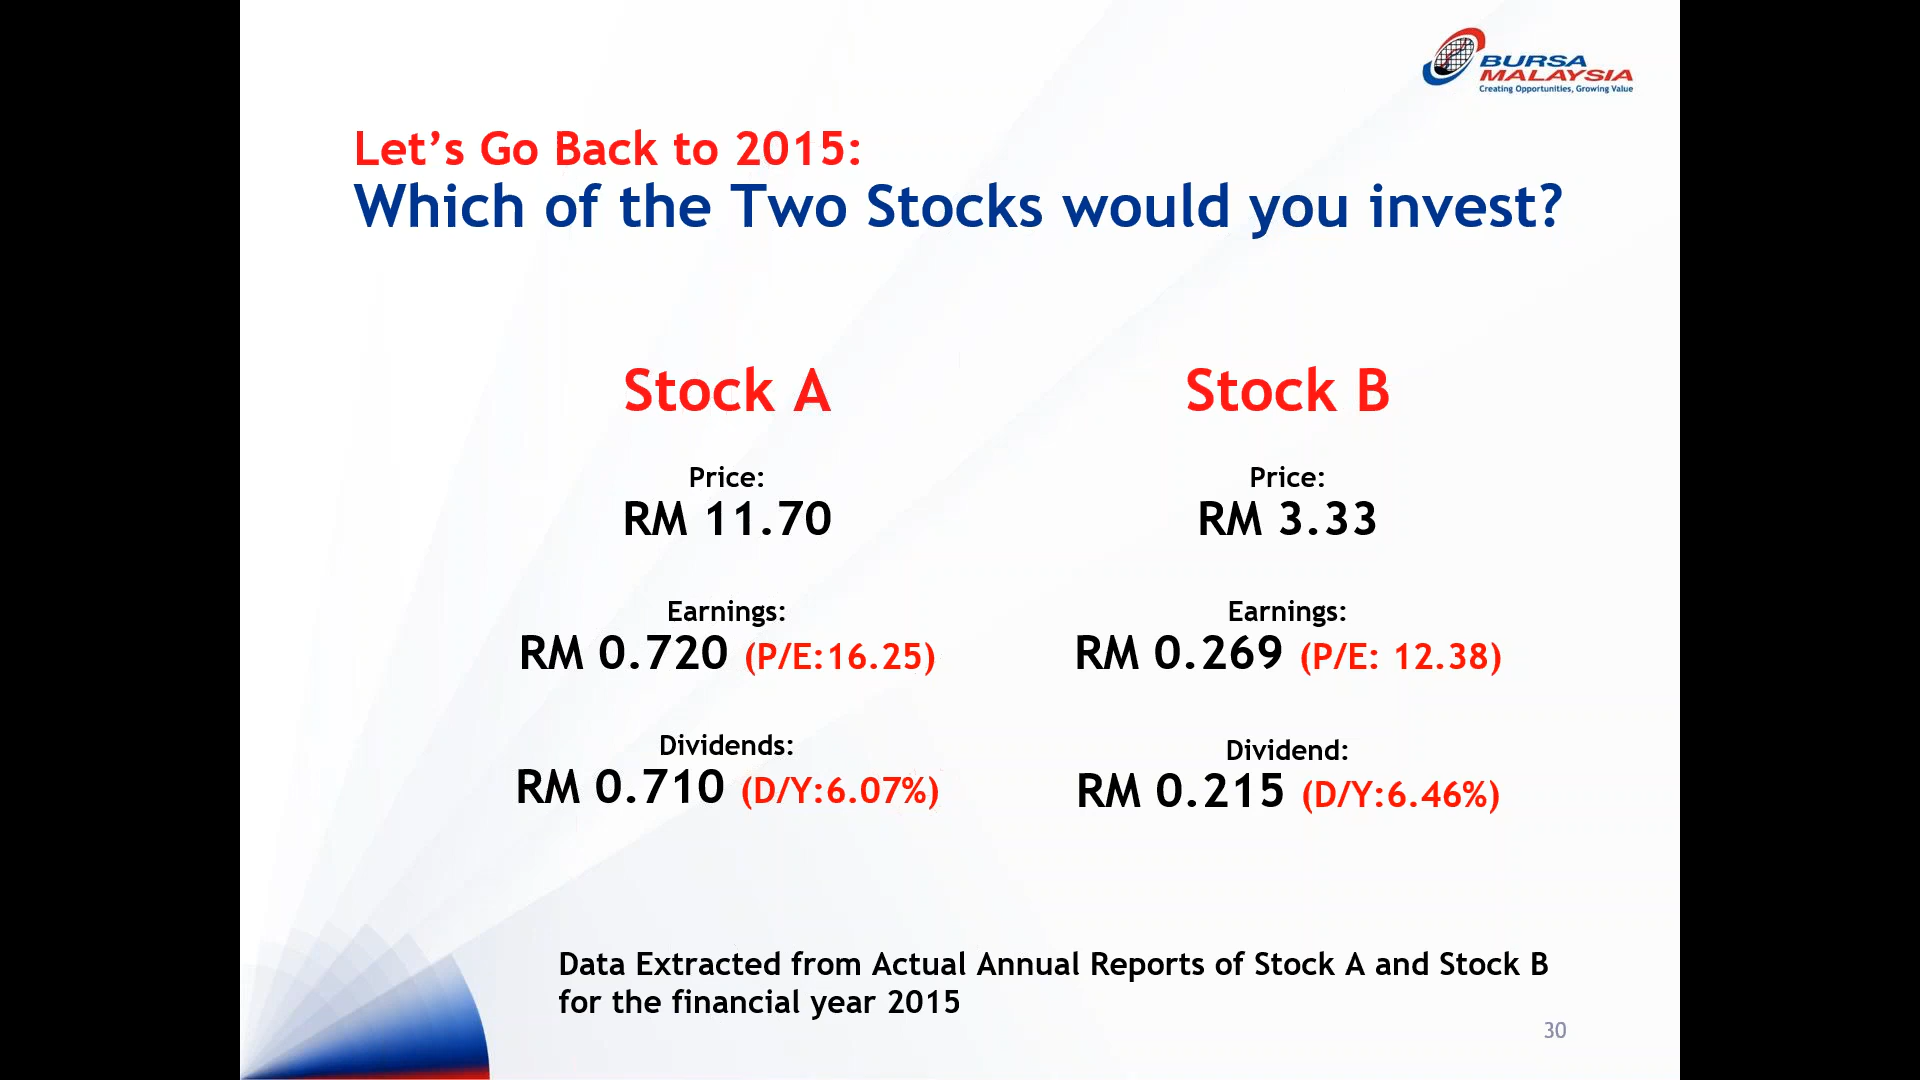 BURSA
MALAYSIA
Creating Opportunities, Growing Value
Let’s Go Back to 2015:
Which of the Two Stocks would you invest?
Stock A
Price:
RM 11.70
Earnings:
RM 0.720 (P/E:16.25)
Dividends:
RM 0.710 (D/Y:6.07%)
Stock B
Price:
RM 3.33
Earnings:
RM 0.269 (P/E: 12.38)
Dividend:
RM 0.215 (D/Y:6.46%)
Data Extracted from Actual Annual Reports of Stock A and Stock B
for the financial year 2015
30